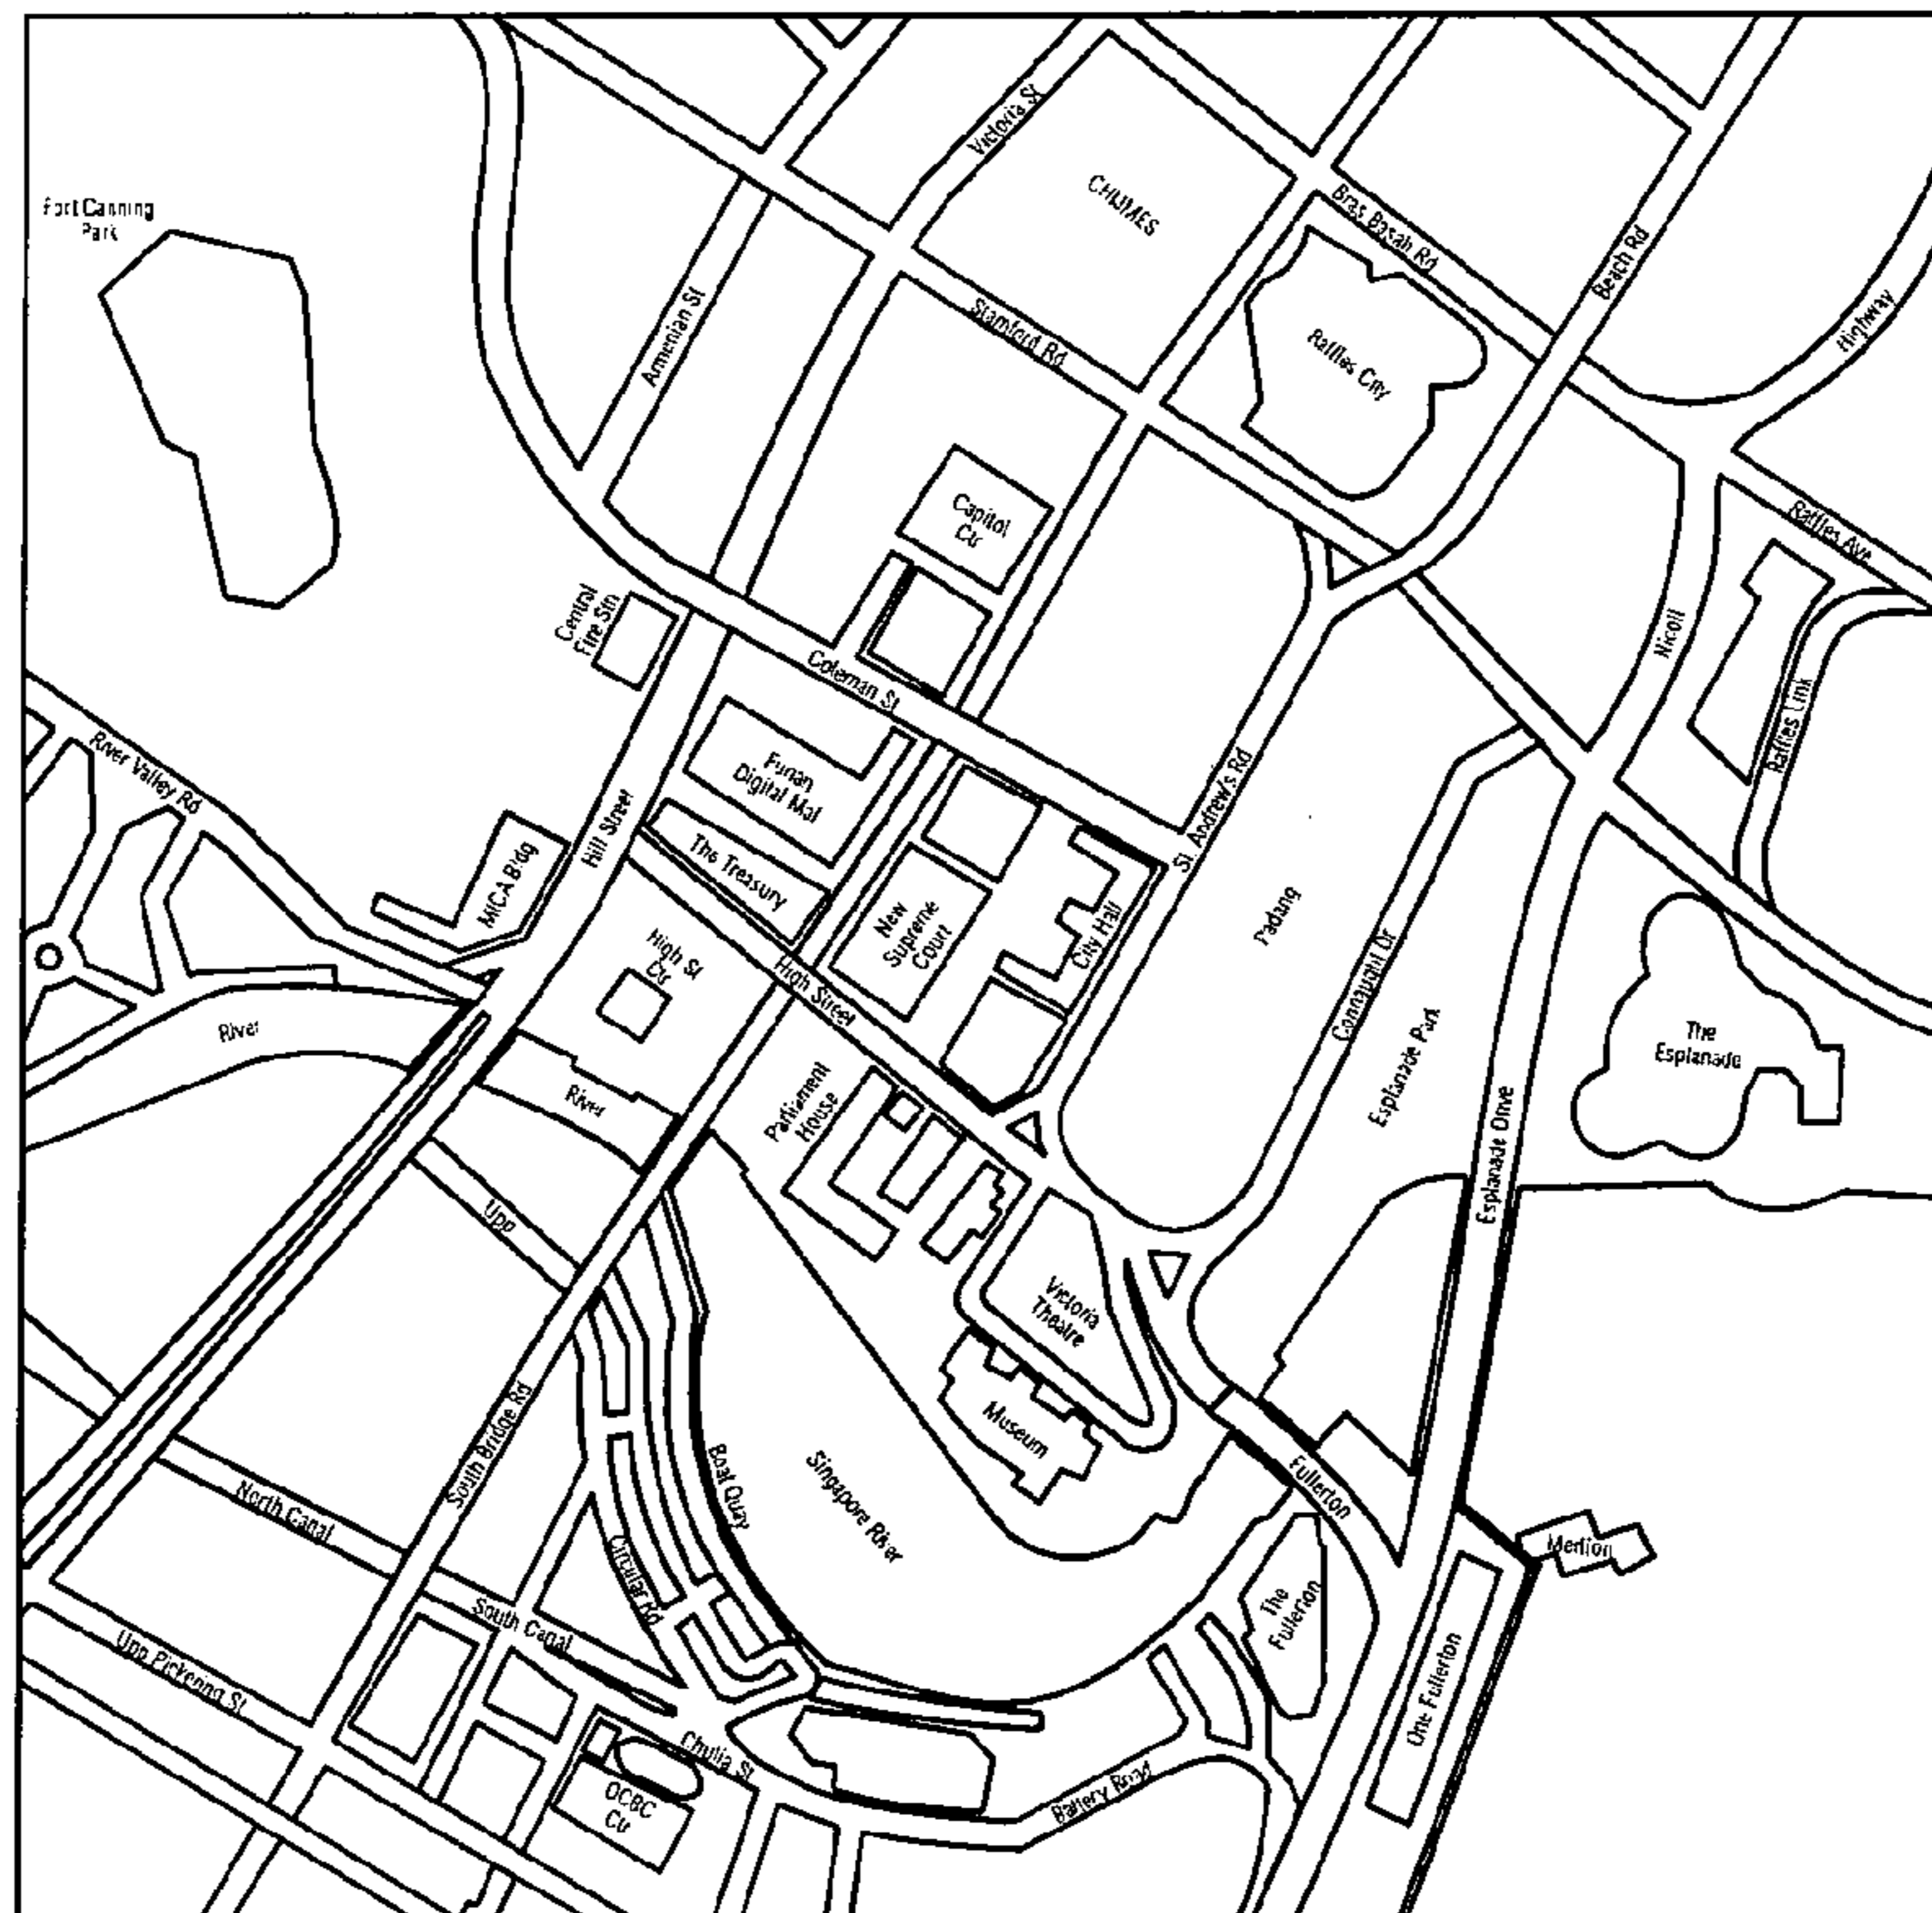 Fort Canning
Park
Victoria St
CHIJMES
Bras Basah Rd
Beach Rd
Highway
Armenian St
Stamford Rd
Raffles City
Capitol
Ctr
Raffles Ave
Central
Fire Stn
Nicoll
Coleman St
Raffles Link
River Valley Rd
Funan
Digital Mal
Hill Street
The Treasury
St. Andrew's Rd
MICA Bldg
New
Supreme
Court
City Hall
Padang
High St
Ctr
High Street
Connaught Dr
River
The
Esplanade
Esplanade Park
River
Parliament
House
Esplanade Drive
Upp
Victoria
Theatre
South Bridge Rd
Museum
Boat Quay
Singapore River
Fullerton
North Canal
Merlion
Circular Rd
The
Fullerton
South Canal
Upp Pickering St
One Fullerton
Chulia St
OCBC
Ctr
Battery Road